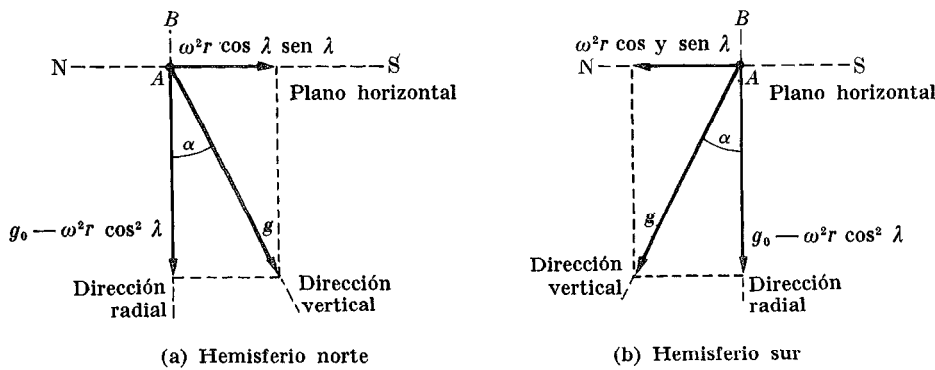 B
ω²r cos λ sen λ
N
S
A
Plano horizontal
α
g₀ — ω²r cos² λ
g
Dirección
radial
Dirección
vertical
(a) Hemisferio norte
B
ω²r cos y sen λ
N
S
A
Plano horizontal
α
g
g₀ — ω²r cos² λ
Dirección
vertical
Dirección
radial
(b) Hemisferio sur